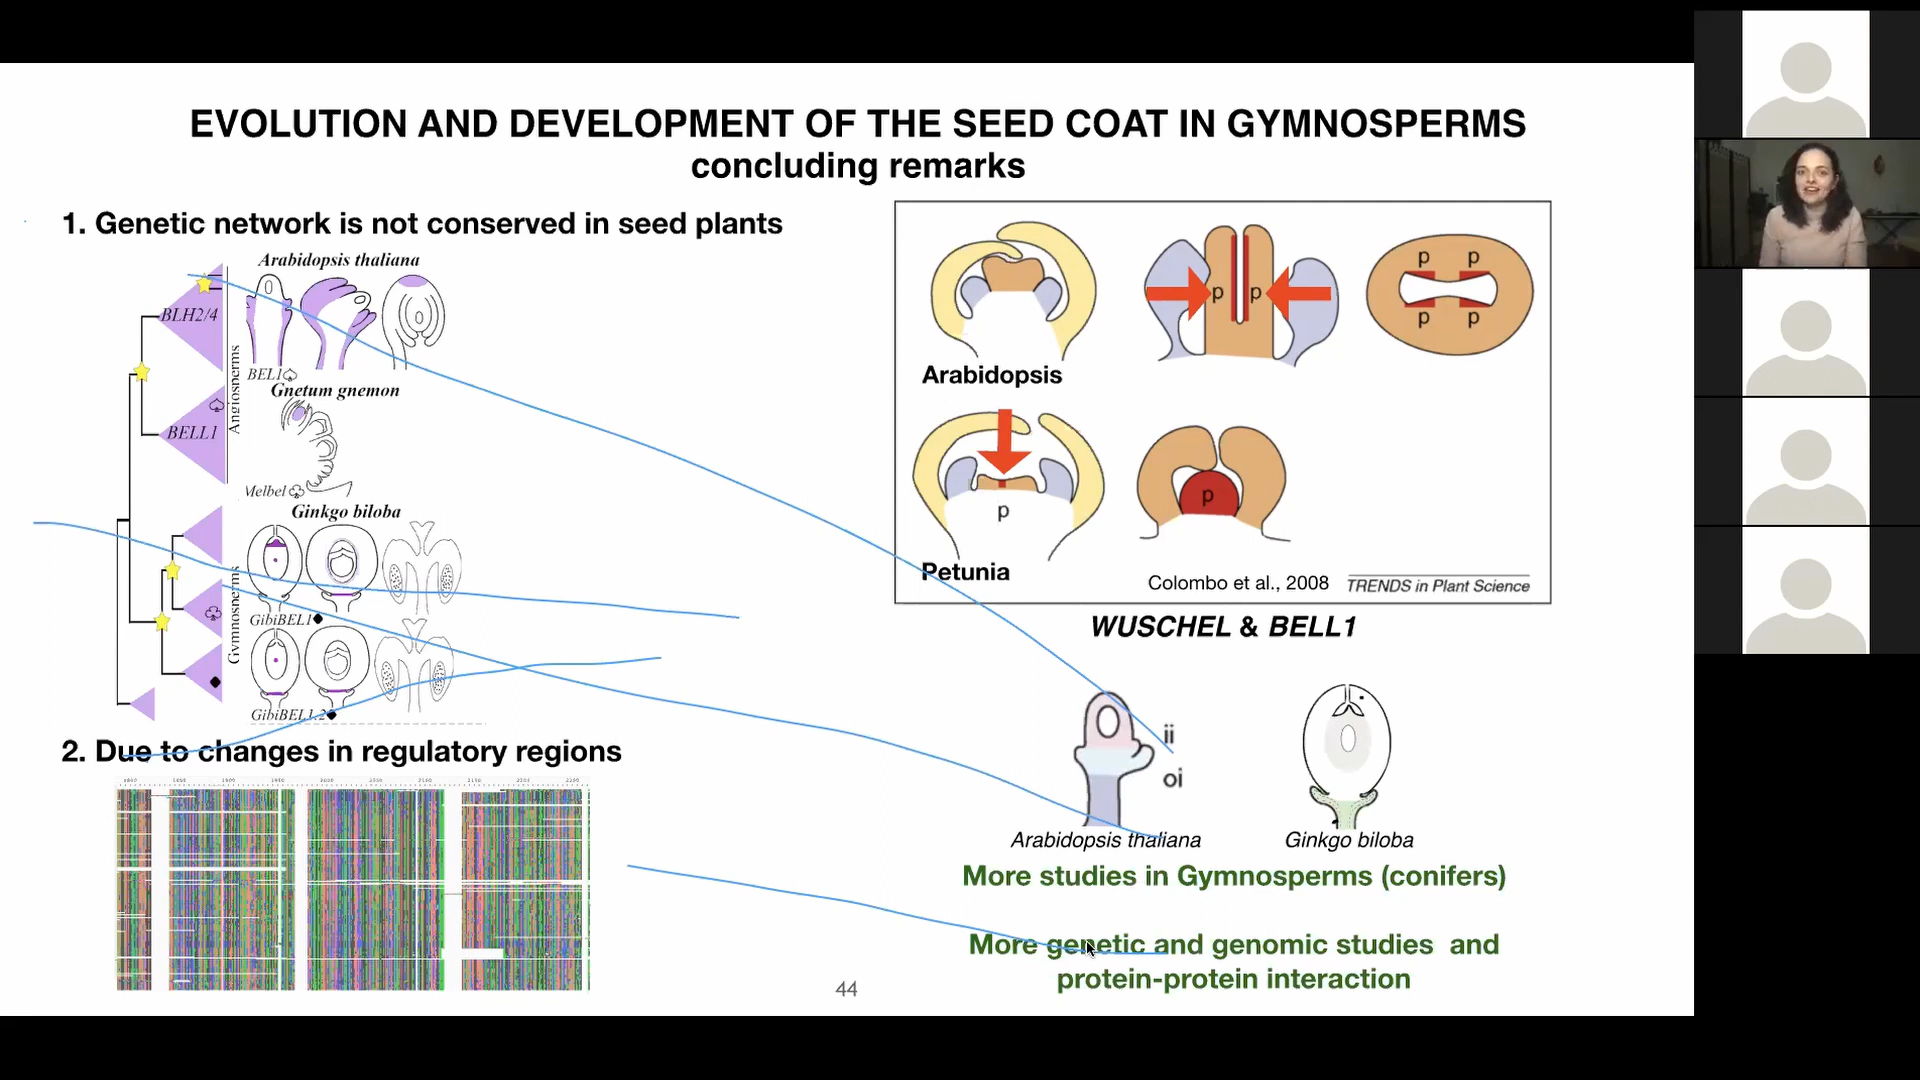 EVOLUTION AND DEVELOPMENT OF THE SEED COAT IN GYMNOSPERMS
concluding remarks
1. Genetic network is not conserved in seed plants
Arabidopsis thaliana
BLH2/4
BEL1
Angiosperms
Gnetum gnemon
BELL1
Melbel
Ginkgo biloba
Gymnosperms
GibiBEL1
GibiBEL1.2
2. Due to changes in regulatory regions
p p
p p
p p
Arabidopsis
p
p
Petunia
Colombo et al., 2008
TRENDS in Plant Science
WUSCHEL & BELL1
ii
oi
Arabidopsis thaliana
Ginkgo biloba
More studies in Gymnosperms (conifers)
More genetic and genomic studies and
protein-protein interaction
44